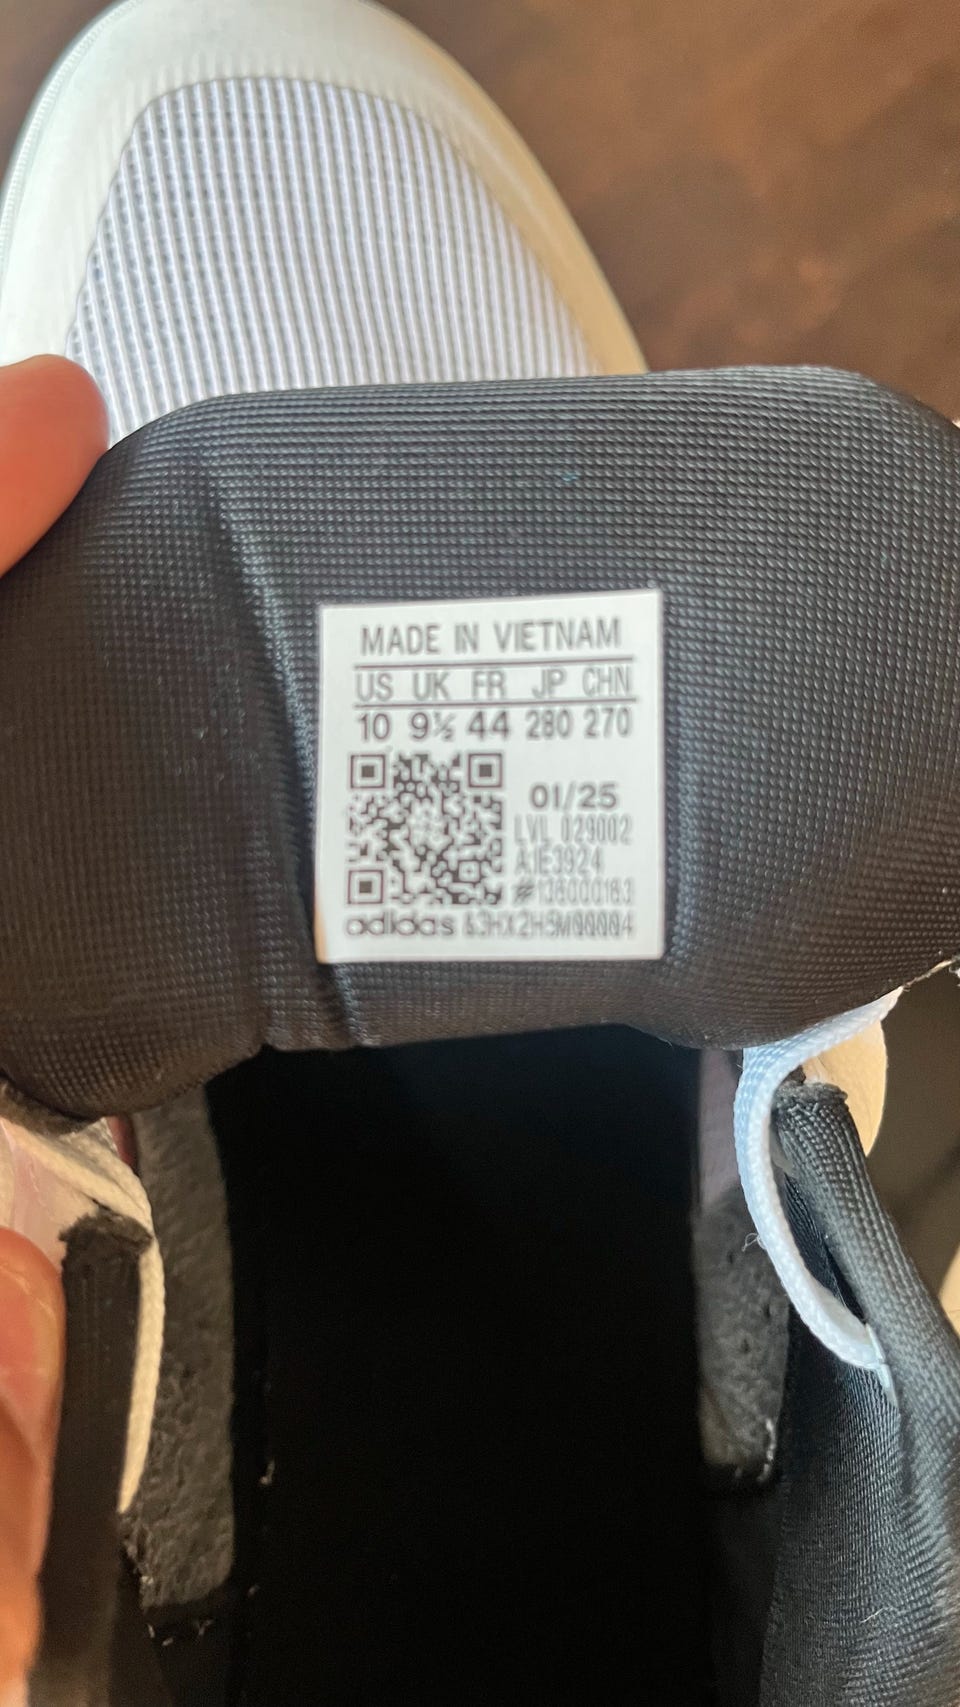 MADE IN VIETNAM
US UK FR JP CHN
10 9½ 44 280 270
01/25
LVL 029002
#136000163
adidas